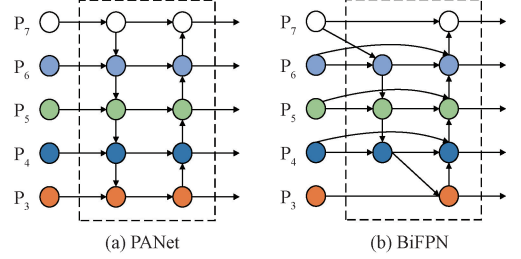 P7 P7
P6 P6
P5 P5
P4 P4
P3 P3
(a) PANet (b) BiFPN